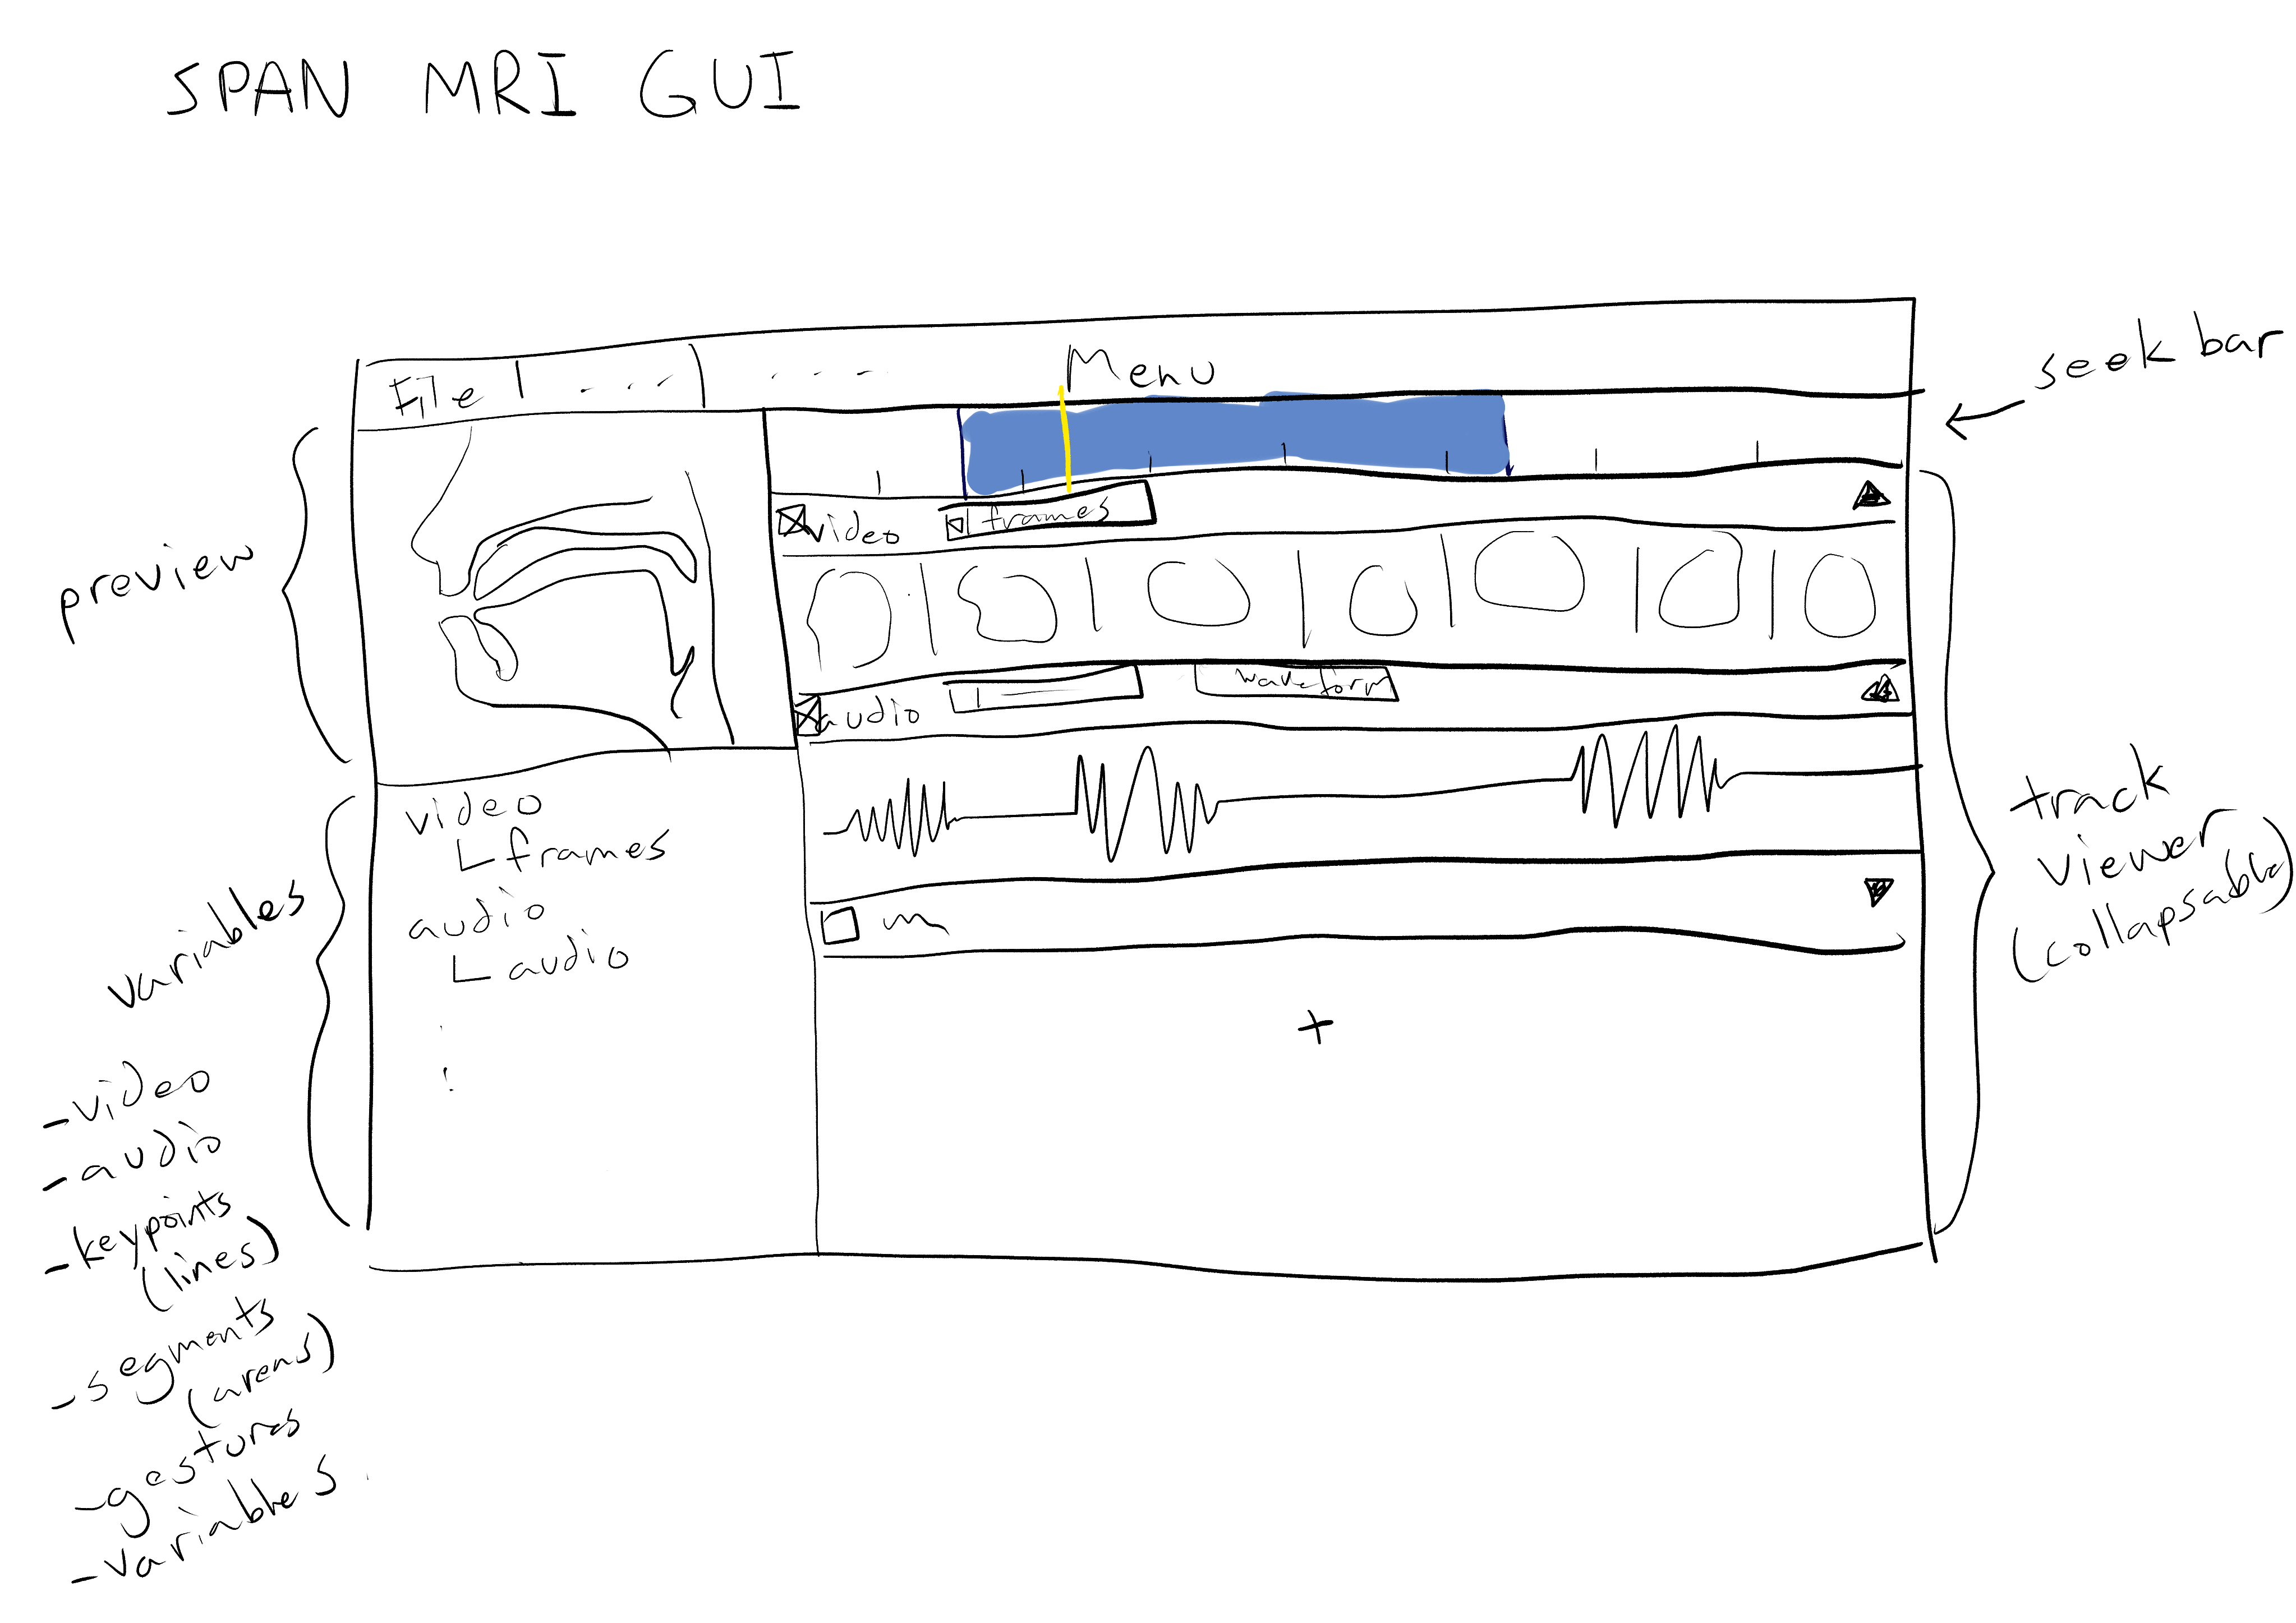 SPAN MRI GUI
File
Menu
seek bar
preview
video
frames
audio
waveform
variables
video
frames
audio
audio
track
viewer
(collapsable)
-video
-audio
-keypoints
(lines)
-segments
(areas)
-gestures
-variables
+